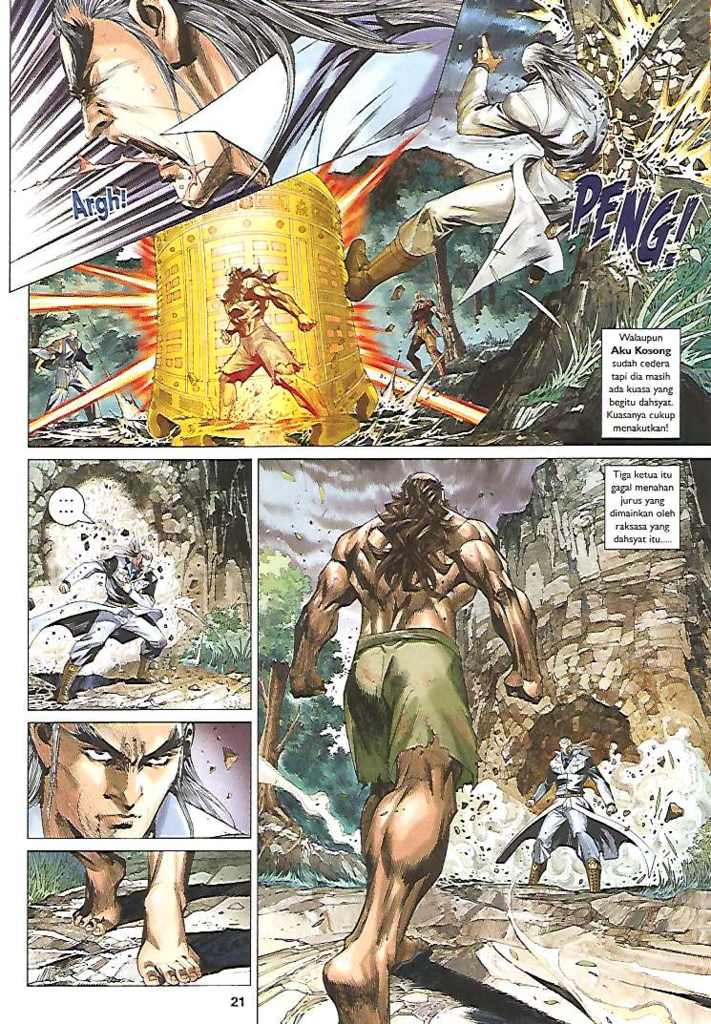 Argh!
PENG!
Walaupun
Aku Kosong
sudah cedera
tapi dia masih
ada kuasa yang
begitu dahsyat.
Kuasanya cukup
menakutkan!
...
Tiga ketua itu
gagal menahan
jurus yang
dimainkan oleh
raksasa yang
dahsyat itu.....
21